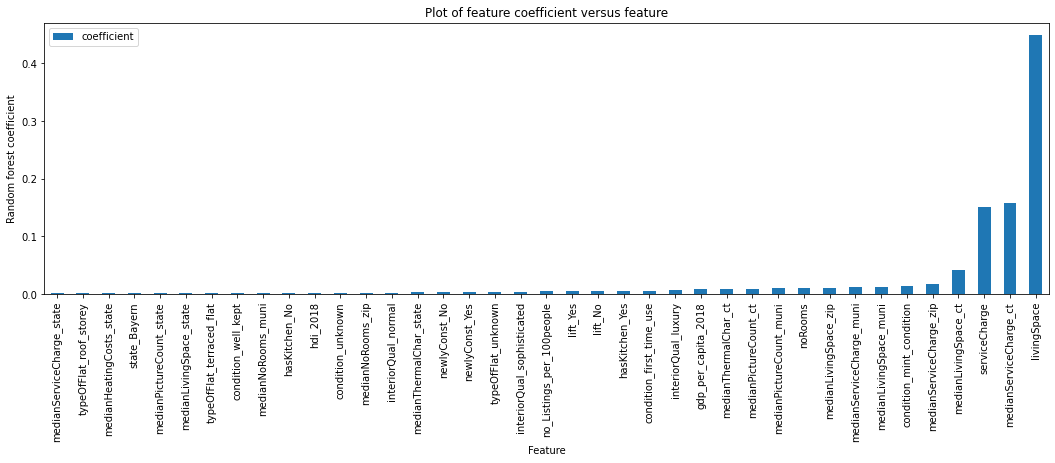 Plot of feature coefficient versus feature
coefficient
Random forest coefficient
0.4
0.3
0.2
0.1
0.0
medianServiceCharge_state
typeOfFlat_roof_storey
medianHeatingCosts_state
state_Bayern
medianPictureCount_state
medianLivingSpace_state
typeOfFlat_terraced_flat
condition_well_kept
medianNoRooms_muni
hasKitchen_No
hdi_2018
condition_unknown
medianNoRooms_zip
interiorQual_normal
medianThermalChar_state
newlyConst_No
newlyConst_Yes
typeOfFlat_unknown
interiorQual_sophisticated
no_Listings_per_100people
lift_Yes
lift_No
hasKitchen_Yes
condition_first_time_use
interiorQual_luxury
gdp_per_capita_2018
medianThermalChar_ct
medianPictureCount_ct
medianPictureCount_muni
noRooms
medianLivingSpace_zip
medianServiceCharge_muni
medianLivingSpace_muni
condition_mint_condition
medianServiceCharge_zip
medianLivingSpace_ct
serviceCharge
medianServiceCharge_ct
livingSpace
Feature